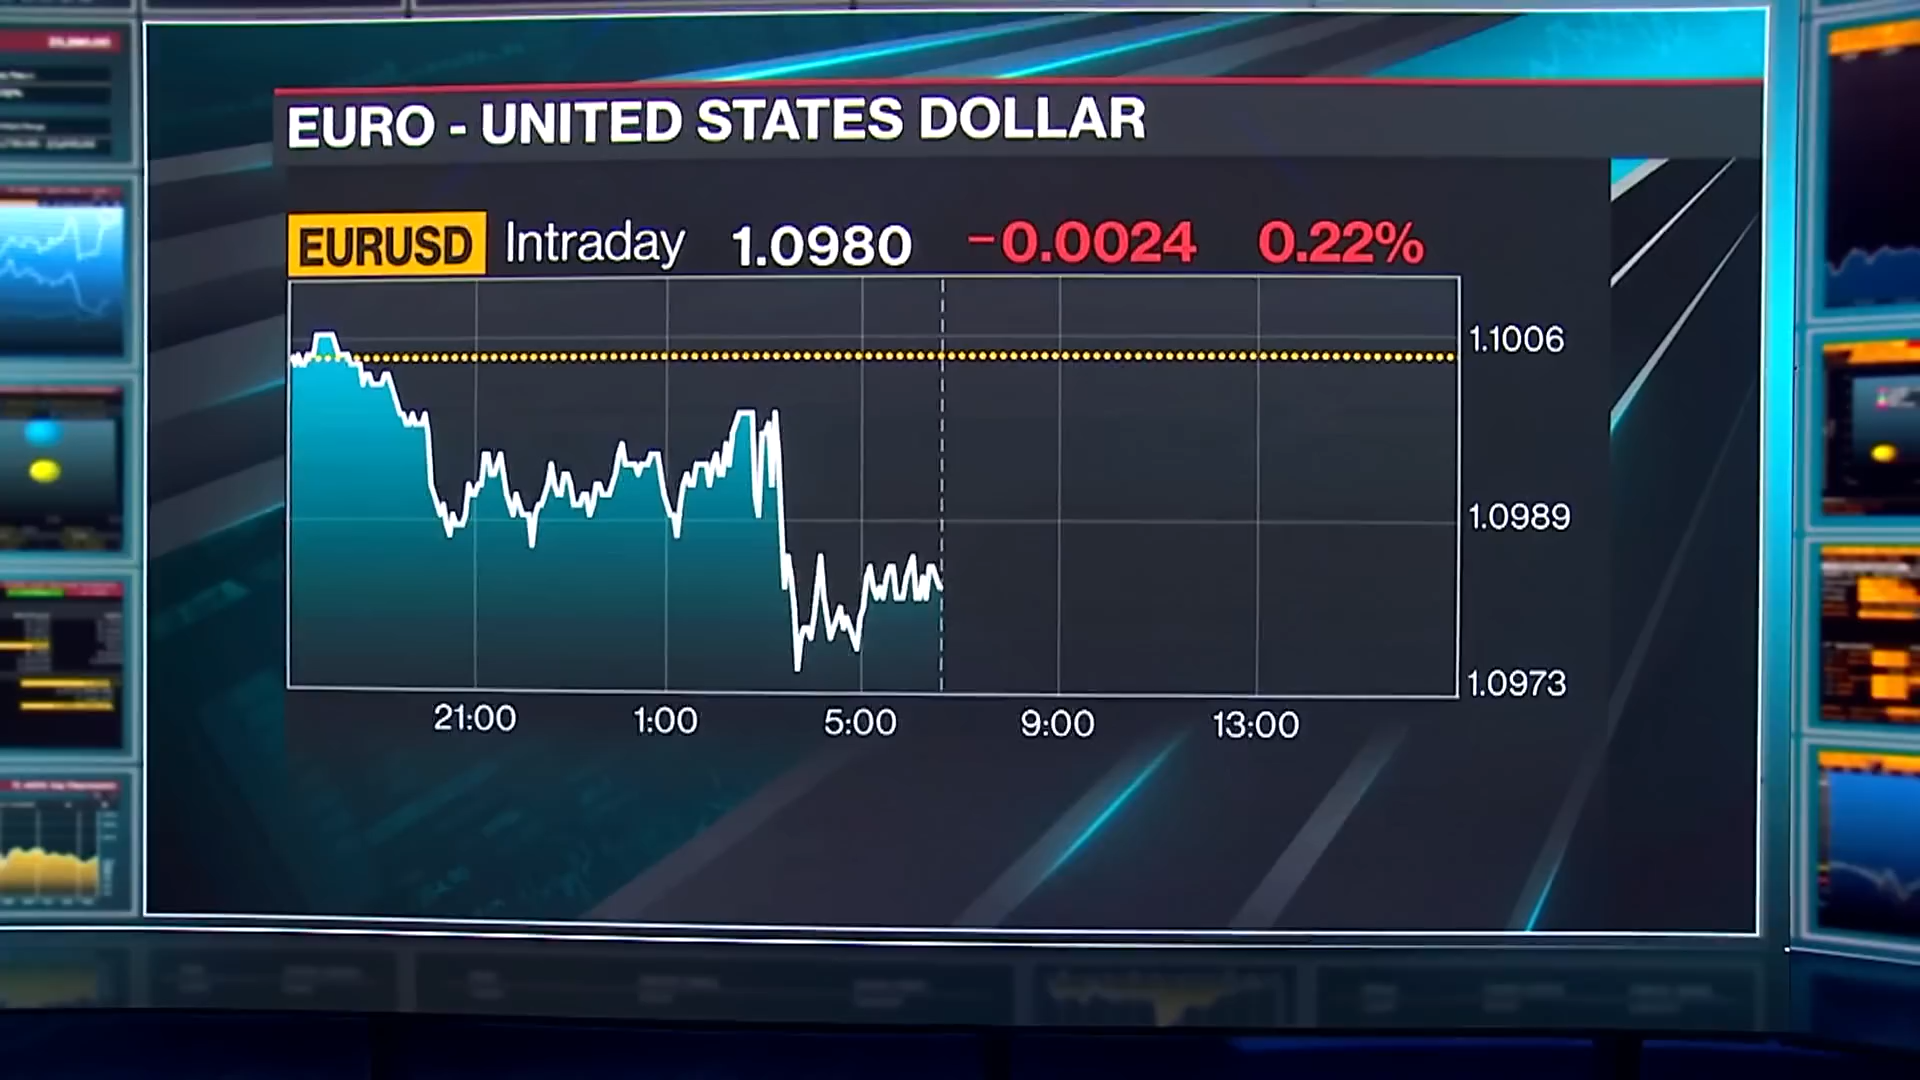 EURO - UNITED STATES DOLLAR
EURUSD Intraday 1.0980 -0.0024 0.22%
1.1006
1.0989
1.0973
21:00 1:00 5:00 9:00 13:00